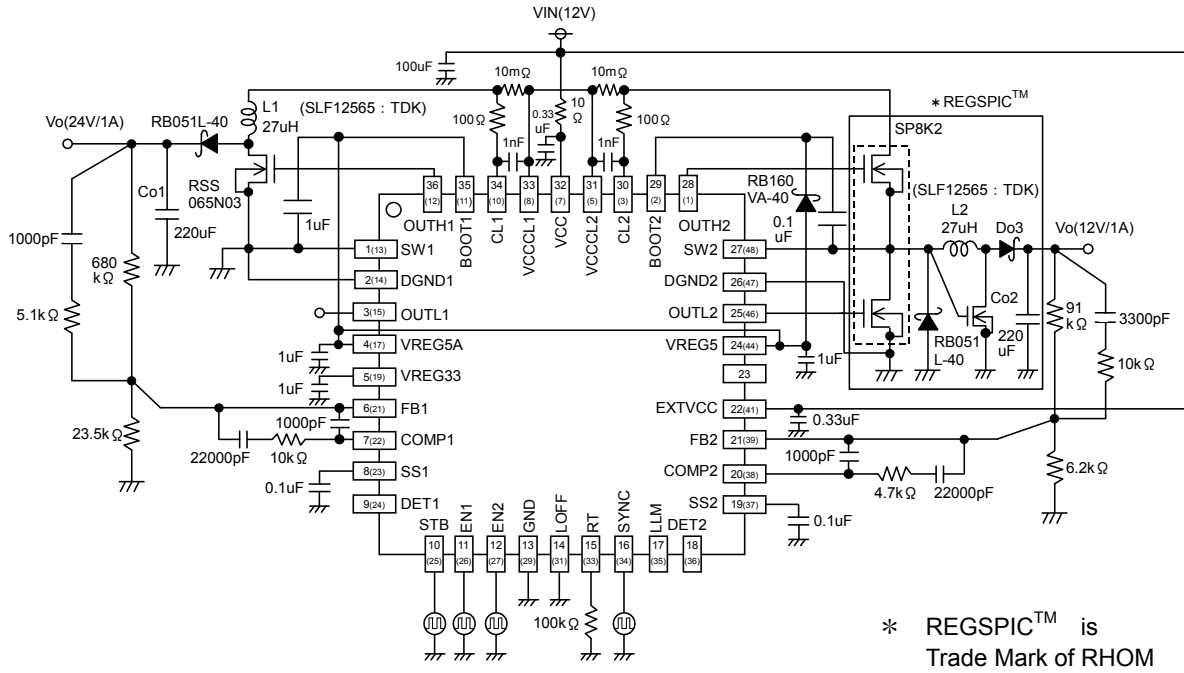 VIN(12V)
100uF
10mΩ
10mΩ
(SLF12565 : TDK)
L1
27uH
Vo(24V/1A)
RB051L-40
100Ω
0.33
uF
10
Ω
100Ω
1nF
1nF
*REGSPIC™
SP8K2
RSS
065N03
Co1
220uF
1uF
RB160
VA-40
0.1
uF
(SLF12565 : TDK)
L2
27uH
Do3
Vo(12V/1A)
36
(12)
35
(11)
34
(10)
33
(8)
32
(7)
31
(5)
30
(3)
29
(2)
28
(1)
OUTH1
BOOT1
CL1
VCCCL1
VCC
VCCCL2
CL2
BOOT2
OUTH2
1000pF
680
kΩ
5.1kΩ
23.5kΩ
1(13) SW1
2(14) DGND1
3(15) OUTL1
1uF
4(17) VREG5A
1uF
5(19) VREG33
6(21) FB1
1000pF
7(22) COMP1
22000pF
10kΩ
8(23) SS1
0.1uF
9(24) DET1
SW2 27(48)
DGND2 26(47)
OUTL2 25(46)
VREG5 24(44)
1uF
23
EXTVCC 22(41)
0.33uF
FB2 21(39)
1000pF
COMP2 20(38)
4.7kΩ
22000pF
SS2 19(37)
0.1uF
RB051
L-40
Co2
220
uF
91
kΩ
3300pF
10kΩ
6.2kΩ
STB
EN1
EN2
GND
LOFF
RT
SYNC
LLM
DET2
10
(25)
11
(26)
12
(27)
13
(29)
14
(31)
15
(33)
16
(34)
17
(35)
18
(36)
100kΩ
* REGSPIC™ is
Trade Mark of RHOM